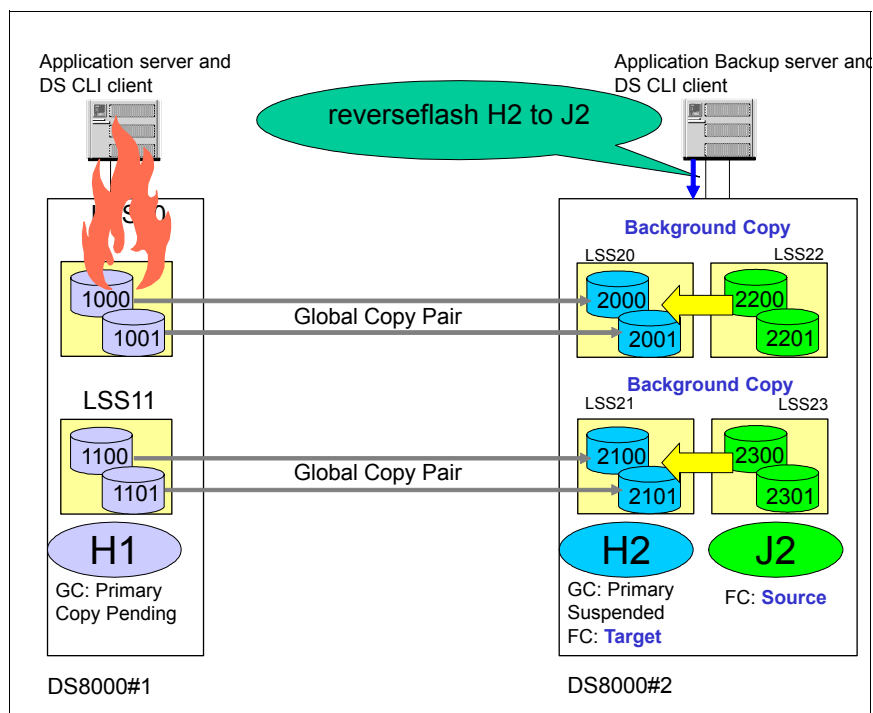 Application server and
DS CLI client
Application Backup server and
DS CLI client
reverseflash H2 to J2
Background Copy
LSS20
LSS22
1000
1001
Global Copy Pair
2000
2001
2200
2201
Background Copy
LSS11
LSS21
LSS23
1100
1101
Global Copy Pair
2100
2101
2300
2301
H1
H2
J2
GC: Primary
Copy Pending
GC: Primary
Suspended
FC: Target
FC: Source
DS8000#1
DS8000#2